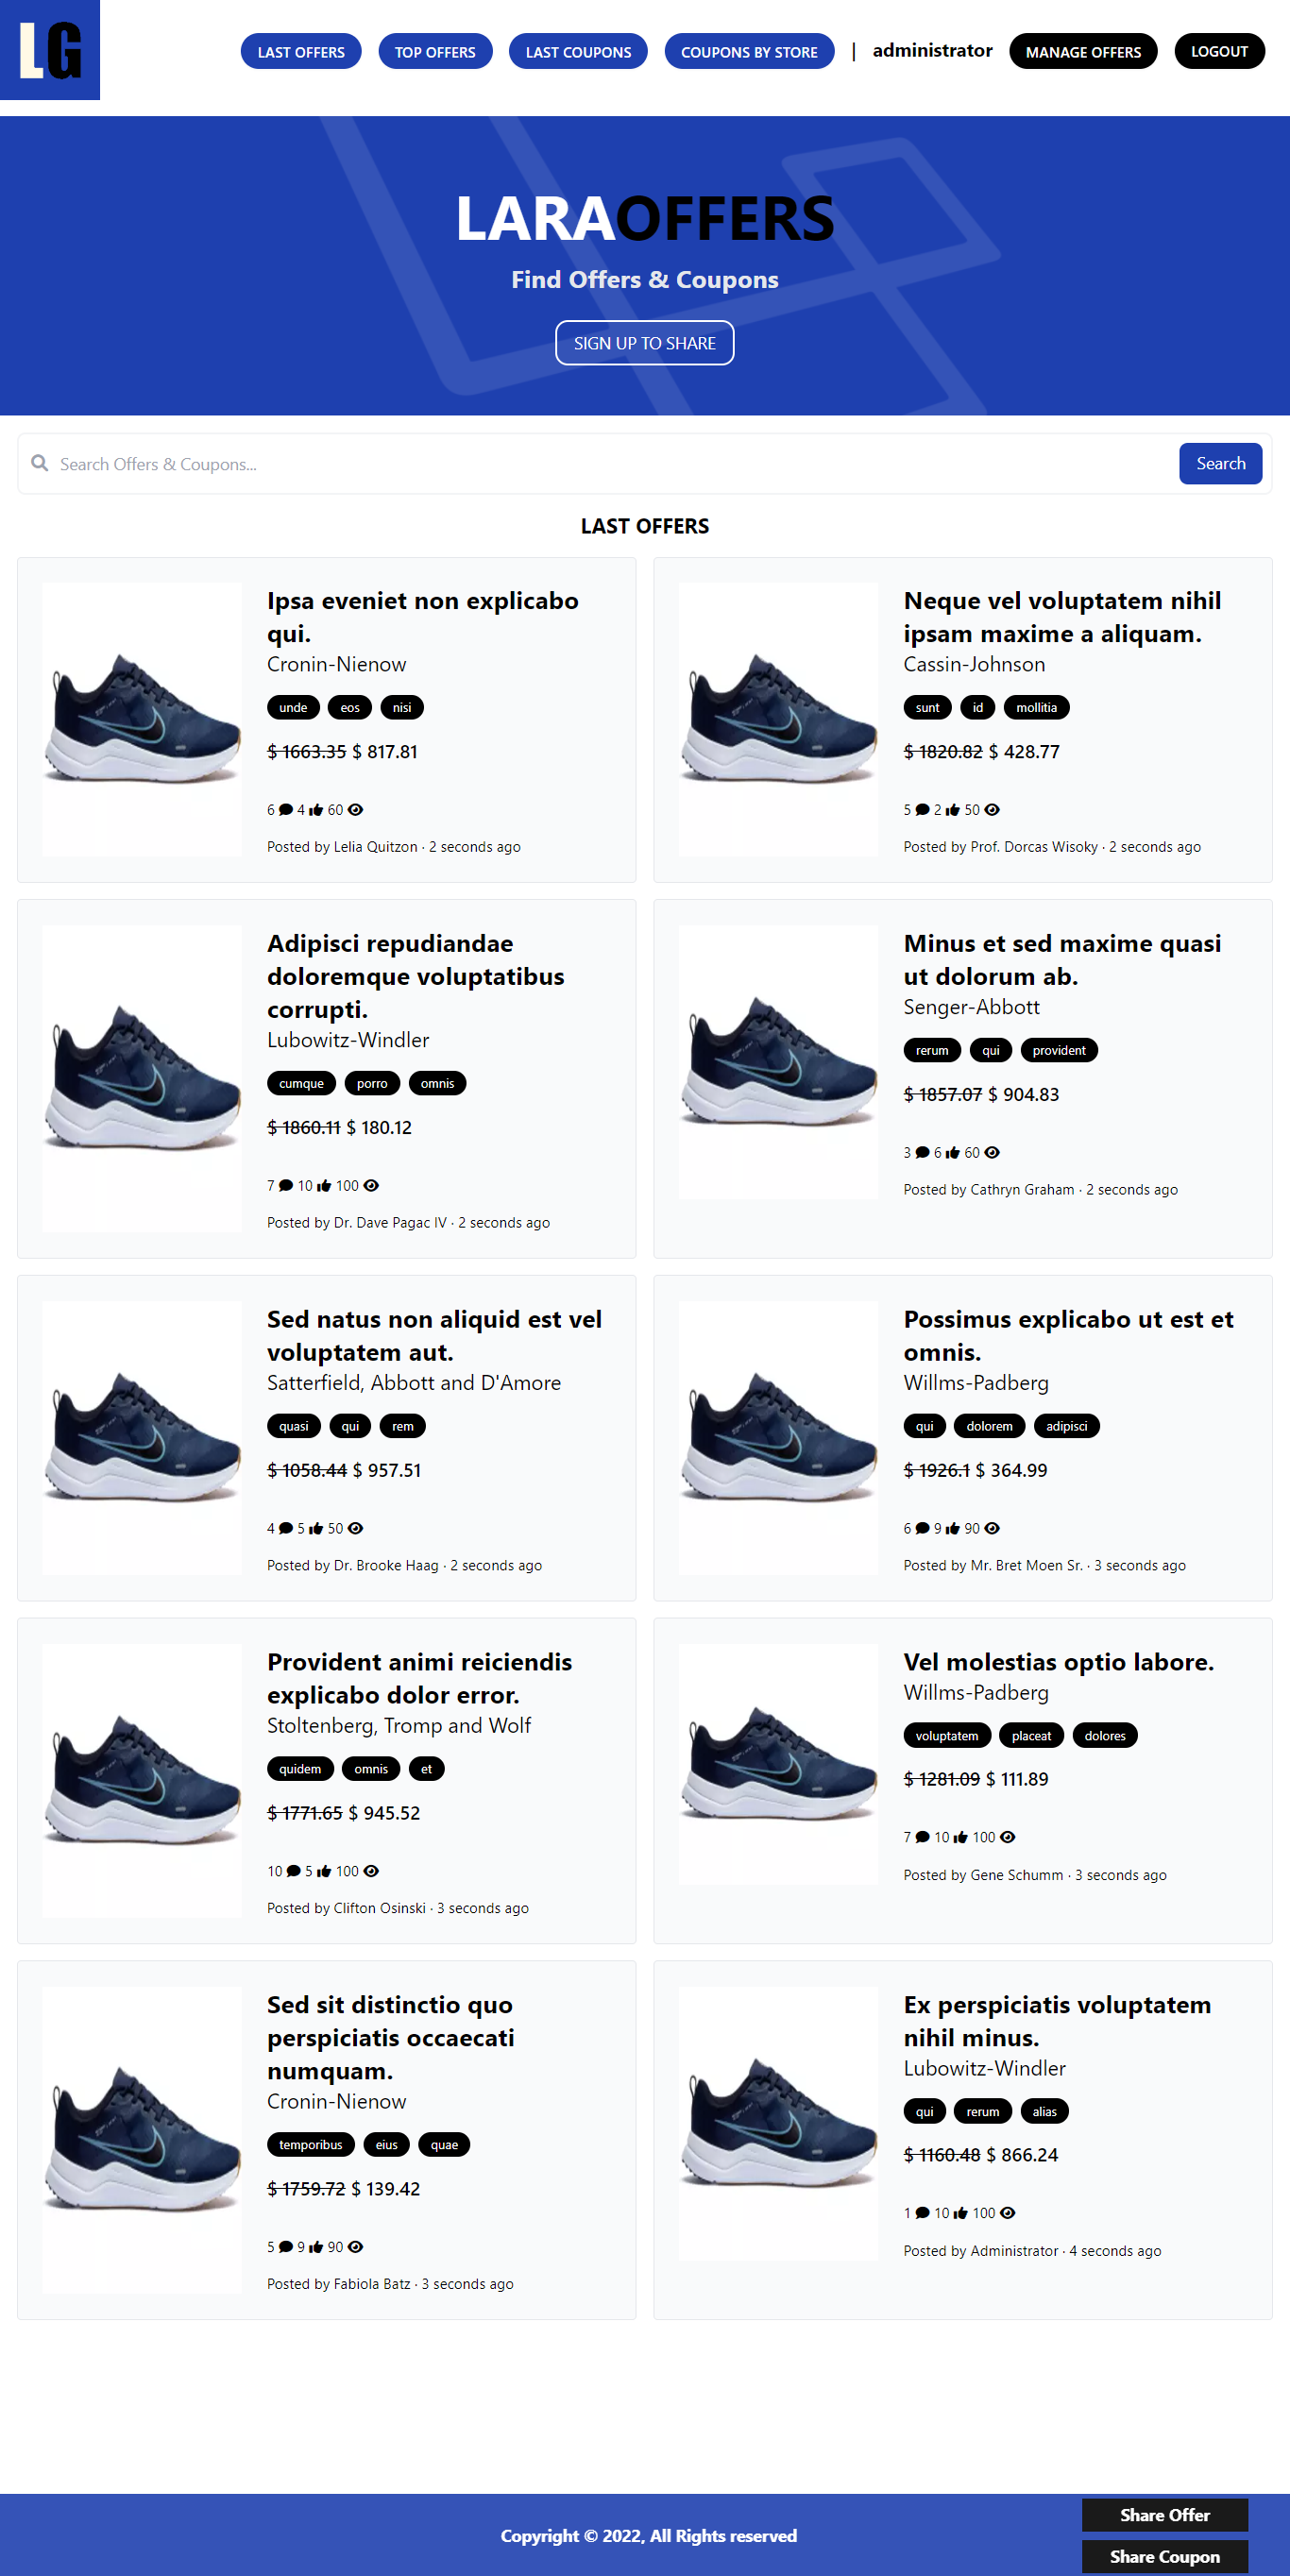 LG
LAST OFFERS TOP OFFERS LAST COUPONS COUPONS BY STORE | administrator MANAGE OFFERS LOGOUT
LARAOFFERS
Find Offers & Coupons
SIGN UP TO SHARE
Search Offers & Coupons... Search
LAST OFFERS
Ipsa eveniet non explicabo
qui.
Cronin-Nienow
unde eos nisi
$ 1663.35 $ 817.81
6 4 60
Posted by Lelia Quitzon · 2 seconds ago
Neque vel voluptatem nihil
ipsam maxime a aliquam.
Cassin-Johnson
sunt id mollitia
$ 1820.82 $ 428.77
5 2 50
Posted by Prof. Dorcas Wisoky · 2 seconds ago
Adipisci repudiandae
doloremque voluptatibus
corrupti.
Lubowitz-Windler
cumque porro omnis
$ 1860.11 $ 180.12
7 10 100
Posted by Dr. Dave Pagac IV · 2 seconds ago
Minus et sed maxime quasi
ut dolorum ab.
Senger-Abbott
rerum qui provident
$ 1857.07 $ 904.83
3 6 60
Posted by Cathryn Graham · 2 seconds ago
Sed natus non aliquid est vel
voluptatem aut.
Satterfield, Abbott and D'Amore
quasi qui rem
$ 1058.44 $ 957.51
4 5 50
Posted by Dr. Brooke Haag · 2 seconds ago
Possimus explicabo ut est et
omnis.
Willms-Padberg
qui dolorem adipisci
$ 1926.1 $ 364.99
6 9 90
Posted by Mr. Bret Moen Sr. · 3 seconds ago
Provident animi reiciendis
explicabo dolor error.
Stoltenberg, Tromp and Wolf
quidem omnis et
$ 1771.65 $ 945.52
10 5 100
Posted by Clifton Osinski · 3 seconds ago
Vel molestias optio labore.
Willms-Padberg
voluptatem placeat dolores
$ 1281.09 $ 111.89
7 10 100
Posted by Gene Schumm · 3 seconds ago
Sed sit distinctio quo
perspiciatis occaecati
numquam.
Cronin-Nienow
temporibus eius quae
$ 1759.72 $ 139.42
5 9 90
Posted by Fabiola Batz · 3 seconds ago
Ex perspiciatis voluptatem
nihil minus.
Lubowitz-Windler
qui rerum alias
$ 1160.48 $ 866.24
1 10 100
Posted by Administrator · 4 seconds ago
Copyright © 2022, All Rights reserved
Share Offer
Share Coupon